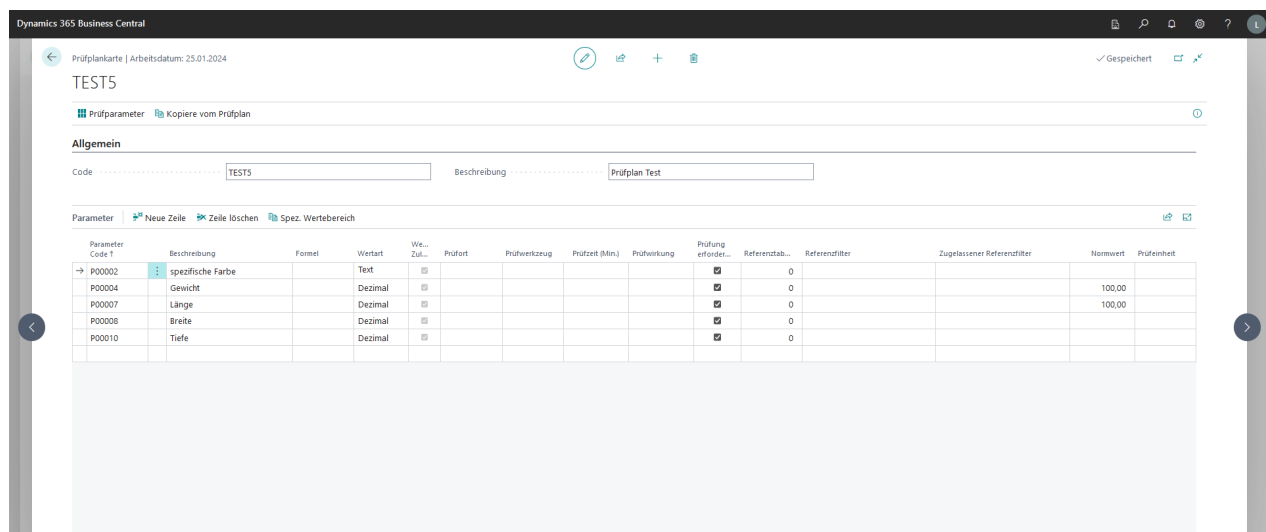 Dynamics 365 Business Central
?
L
Prüfplankarte | Arbeitsdatum: 25.01.2024
Gespeichert
TEST5
Prüfparameter Kopiere vom Prüfplan
Allgemein
Code TEST5 Beschreibung Prüfplan Test
Parameter Neue Zeile Zeile löschen Spez. Wertebereich
Parameter Code ↑ Beschreibung Formel Wertart We... Zul... Prüfort Prüfwerkzeug Prüfzeit (Min.) Prüfwirkung Prüfung erforder... Referenztab... Referenzfilter Zugelassener Referenzfilter Normwert Prüfeinheit
→ P00002 spezifische Farbe Text 0
P00004 Gewicht Dezimal 0 100,00
P00007 Länge Dezimal 0 100,00
P00008 Breite Dezimal 0
P00010 Tiefe Dezimal 0